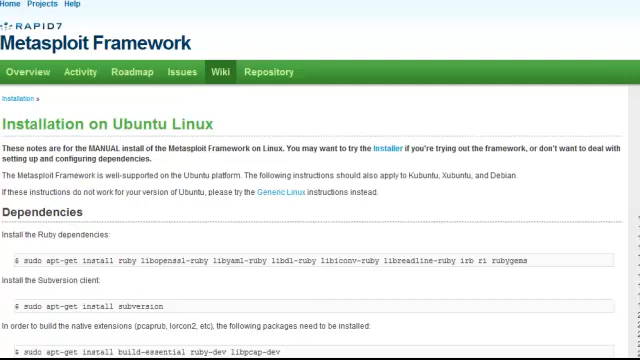 Home Projects Help
RAPID7
Metasploit Framework
Overview Activity Roadmap Issues Wiki Repository
Installation »
Installation on Ubuntu Linux
These notes are for the MANUAL install of the Metasploit Framework on Linux. You may want to try the Installer if you're trying out the framework, or don't want to deal with
setting up and configuring dependencies.
The Metasploit Framework is well-supported on the Ubuntu platform. The following instructions should also apply to Kubuntu, Xubuntu, and Debian.
If these instructions do not work for your version of Ubuntu, please try the Generic Linux instructions instead.
Dependencies
Install the Ruby dependencies:
$ sudo apt-get install ruby libopenssl-ruby libyaml-ruby libdl-ruby libiconv-ruby libreadline-ruby irb ri rubygems
Install the Subversion client:
$ sudo apt-get install subversion
In order to build the native extensions (pcaprub, lorcon2, etc), the following packages need to be installed:
$ sudo apt-get install build-essential ruby-dev libpcap-dev